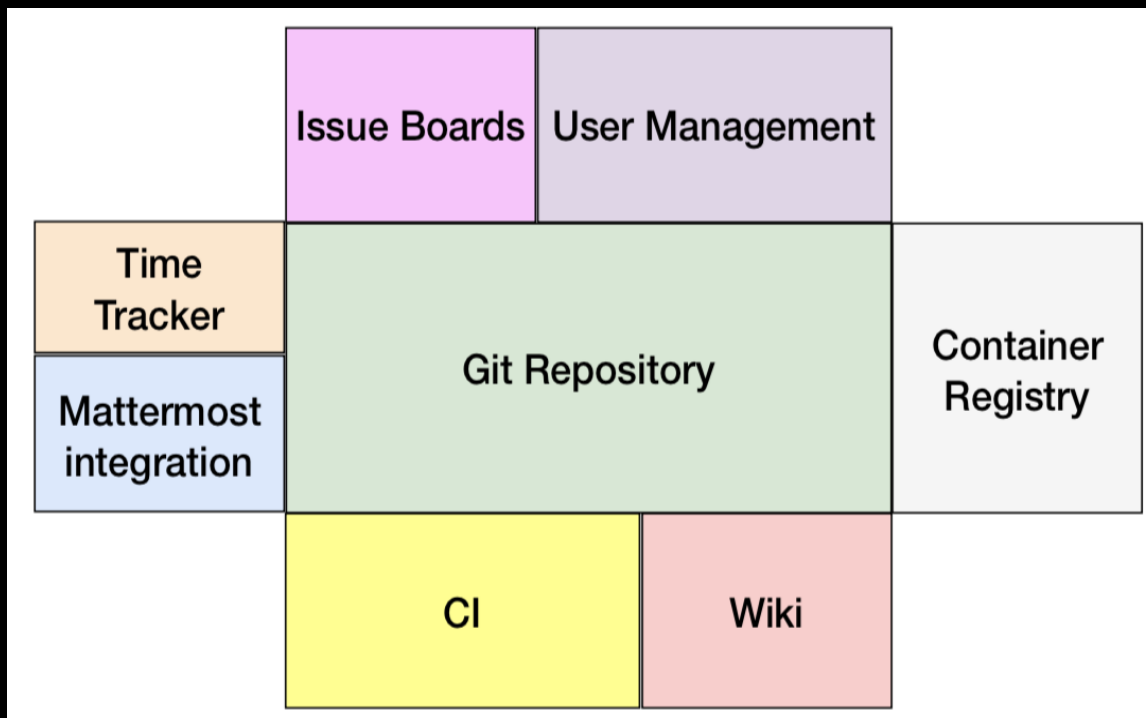 Issue Boards
User Management
Time
Tracker
Git Repository
Container
Registry
Mattermost
integration
CI
Wiki